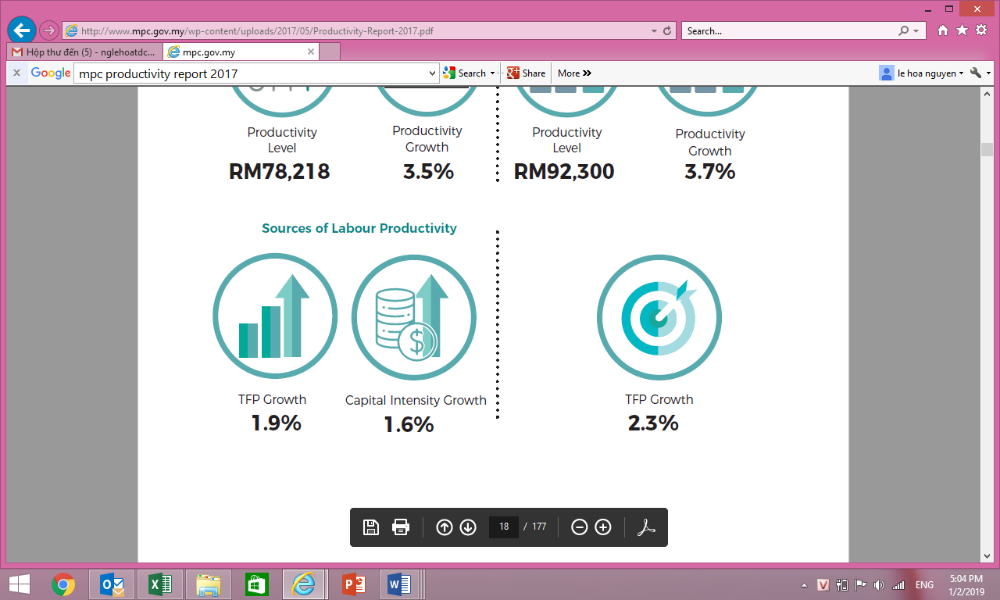 http://www.mpc.gov.my/wp-content/uploads/2017/05/Productivity-Report-2017.pdf
Search...
Hộp thư đến (5) - nglehoatdc...
mpc.gov.my
x Google mpc productivity report 2017 Search Share More le hoa nguyen
Productivity
Level
RM78,218
Productivity
Growth
3.5%
Productivity
Level
RM92,300
Productivity
Growth
3.7%
Sources of Labour Productivity
$
TFP Growth
1.9%
Capital Intensity Growth
1.6%
TFP Growth
2.3%
18 / 177
ENG
5:04 PM
1/2/2019